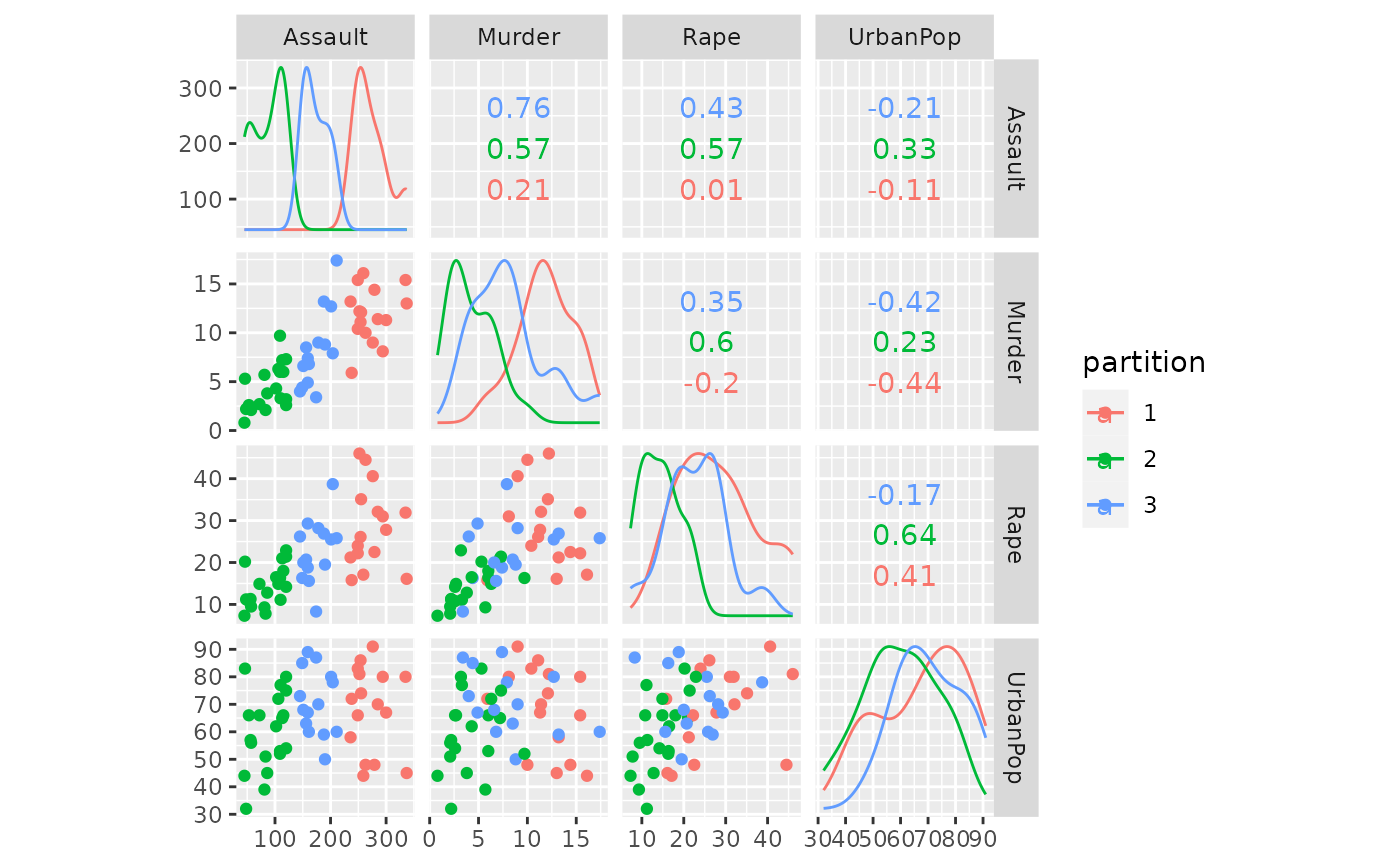 Assault Murder Rape UrbanPop
300
200
100
0.76 0.43 -0.21
0.57 0.57 0.33
0.21 0.01 -0.11
Assault
15
10
5
0
0.35 -0.42
0.6 0.23
-0.2 -0.44
Murder
40
30
20
10
-0.17
0.64
0.41
Rape
90
80
70
60
50
40
30
UrbanPop
100 200 300 0 5 10 15 10 20 30 40 30 40 50 60 70 80 90
partition
a 1
a 2
a 3